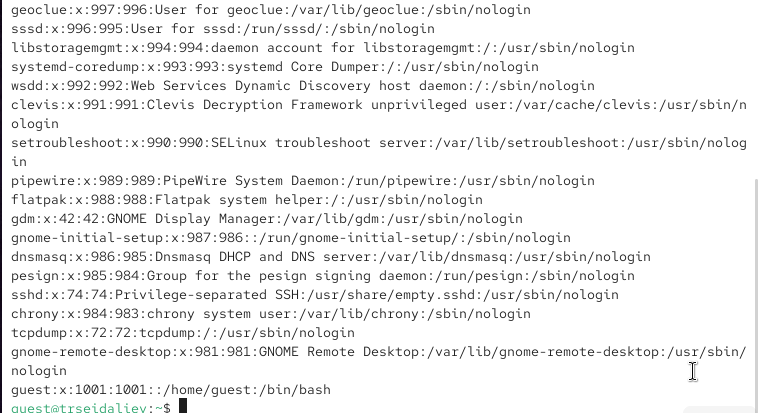 geoclue:x:997:996:User for geoclue:/var/lib/geoclue:/sbin/nologin
sssd:x:996:995:User for sssd:/run/sssd/:/sbin/nologin
libstoragemgmt:x:994:994:daemon account for libstoragemgmt:/:/usr/sbin/nologin
systemd-coredump:x:993:993:systemd Core Dumper:/:/usr/sbin/nologin
wsdd:x:992:992:Web Services Dynamic Discovery host daemon:/:/sbin/nologin
clevis:x:991:991:Clevis Decryption Framework unprivileged user:/var/cache/clevis:/usr/sbin/n
ologin
setroubleshoot:x:990:990:SELinux troubleshoot server:/var/lib/setroubleshoot:/usr/sbin/nolog
in
pipewire:x:989:989:PipeWire System Daemon:/run/pipewire:/usr/sbin/nologin
flatpak:x:988:988:Flatpak system helper:/:/usr/sbin/nologin
gdm:x:42:42:GNOME Display Manager:/var/lib/gdm:/usr/sbin/nologin
gnome-initial-setup:x:987:986::/run/gnome-initial-setup/:/sbin/nologin
dnsmasq:x:986:985:Dnsmasq DHCP and DNS server:/var/lib/dnsmasq:/usr/sbin/nologin
pesign:x:985:984:Group for the pesign signing daemon:/run/pesign:/sbin/nologin
sshd:x:74:74:Privilege-separated SSH:/usr/share/empty.sshd:/usr/sbin/nologin
chrony:x:984:983:chrony system user:/var/lib/chrony:/sbin/nologin
tcpdump:x:72:72:tcpdump:/:/usr/sbin/nologin
gnome-remote-desktop:x:981:981:GNOME Remote Desktop:/var/lib/gnome-remote-desktop:/usr/sbin/
nologin
guest:x:1001:1001::/home/guest:/bin/bash
guest@trseidaliev:~$